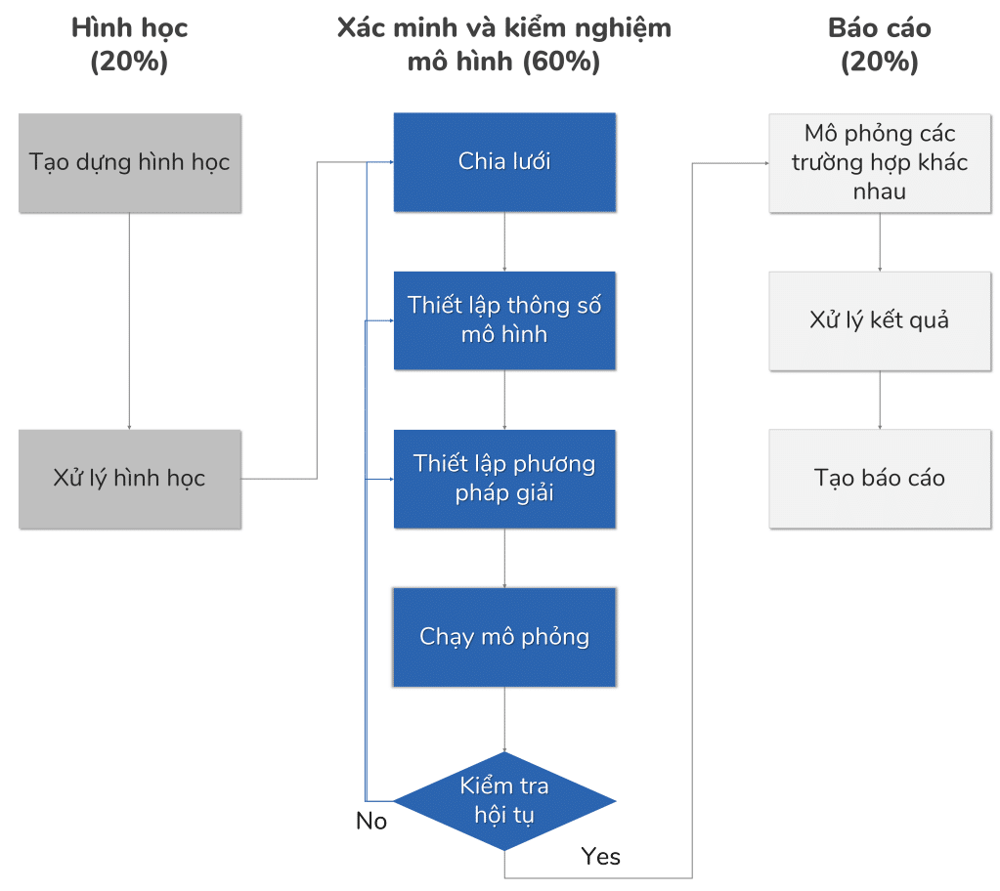 Hình học
(20%)
Tạo dựng hình học
Xử lý hình học
Xác minh và kiểm nghiệm
mô hình (60%)
Chia lưới
Thiết lập thông số
mô hình
Thiết lập phương
pháp giải
Chạy mô phỏng
Kiểm tra
hội tụ
No
Yes
Báo cáo
(20%)
Mô phỏng các
trường hợp khác
nhau
Xử lý kết quả
Tạo báo cáo